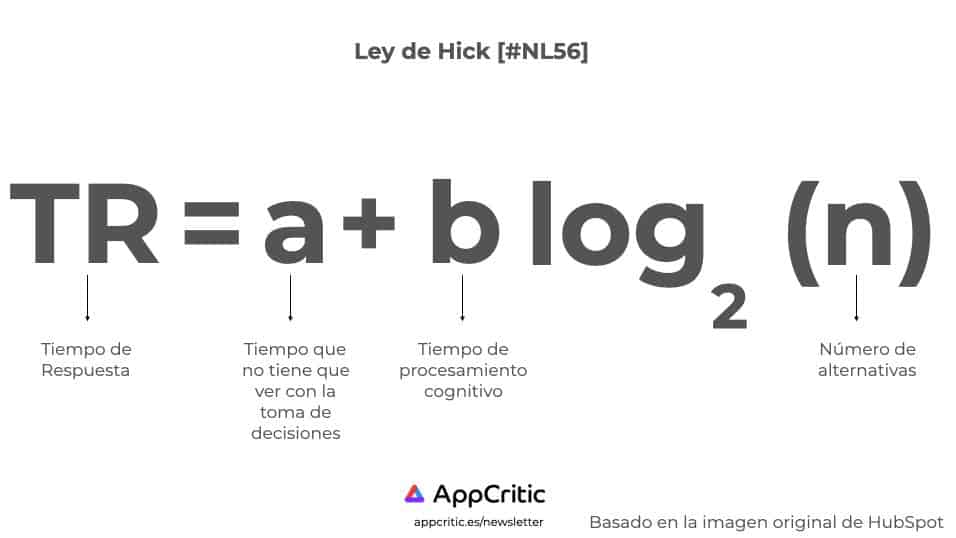 Ley de Hick [#NL56]
TR = a + b log2 (n)
Tiempo de
Respuesta
Tiempo que
no tiene que
ver con la
toma de
decisiones
Tiempo de
procesamiento
cognitivo
Número de
alternativas
AppCritic
appcritic.es/newsletter
Basado en la imagen original de HubSpot